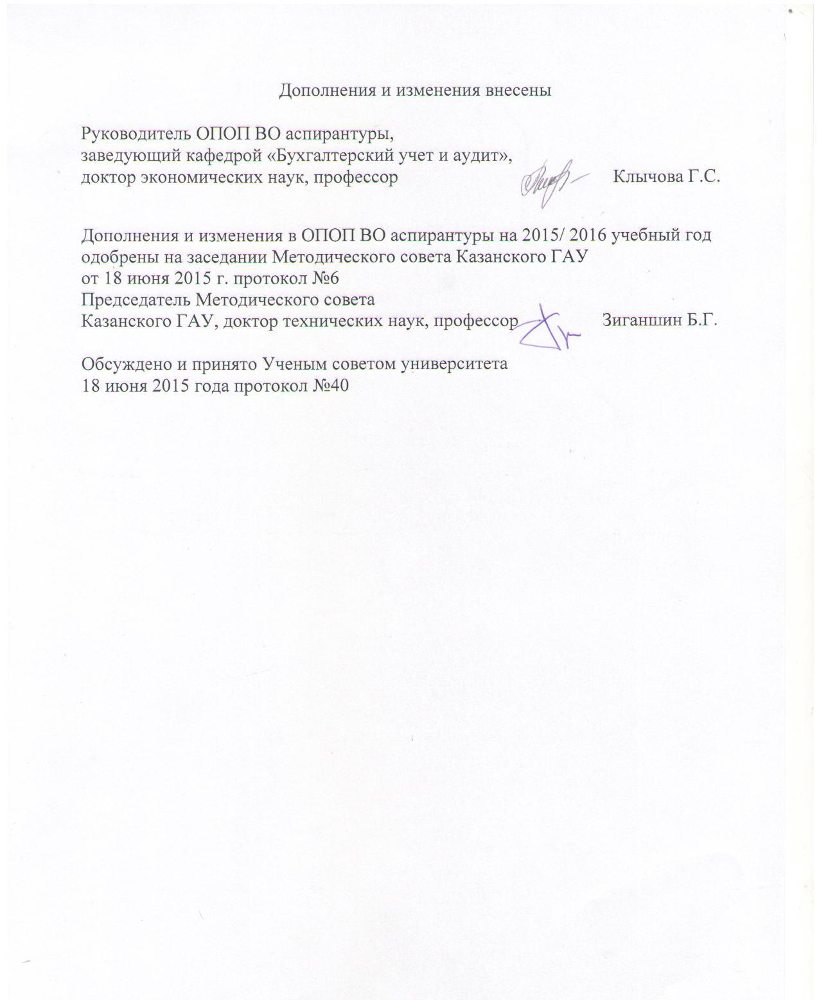 Дополнения и изменения внесены
Руководитель ОПОП ВО аспирантуры,
заведующий кафедрой «Бухгалтерский учет и аудит»,
доктор экономических наук, профессор Клычова Г.С.
Дополнения и изменения в ОПОП ВО аспирантуры на 2015/ 2016 учебный год
одобрены на заседании Методического совета Казанского ГАУ
от 18 июня 2015 г. протокол №6
Председатель Методического совета
Казанского ГАУ, доктор технических наук, профессор Зиганшин Б.Г.
Обсуждено и принято Ученым советом университета
18 июня 2015 года протокол №40